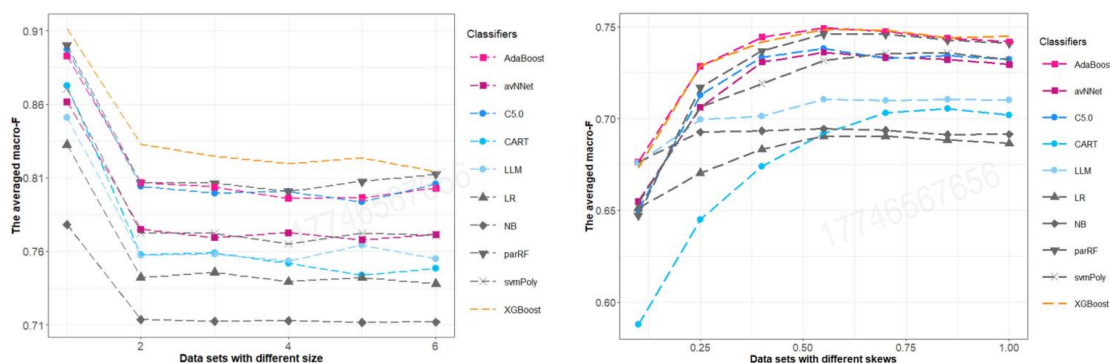 The averaged macro-F
0.91
0.86
0.81
0.76
0.71
2
4
6
Data sets with different size
Classifiers
AdaBoost
avNNet
C5.0
CART
LLM
LR
NB
parRF
svmPoly
XGBoost
17746567656
The averaged macro-F
0.75
0.70
0.65
0.60
0.25
0.50
0.75
1.00
Data sets with different skews
Classifiers
AdaBoos
avNNet
C5.0
CART
LLM
LR
NB
parRF
svmPoly
XGBoost
17746567656